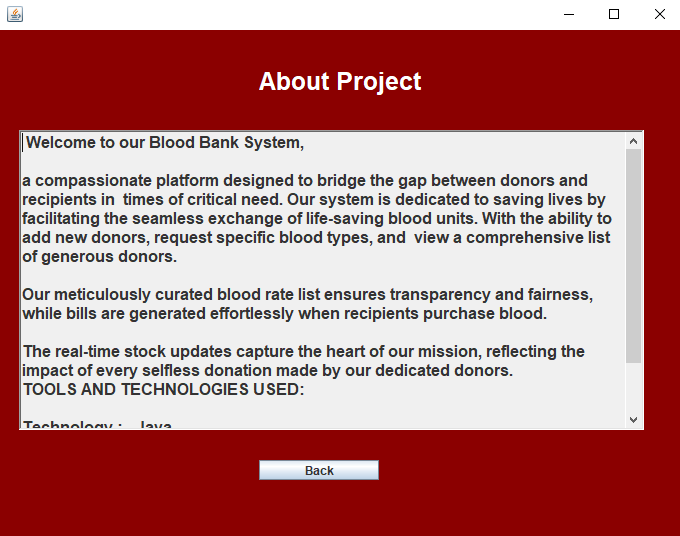 About Project
Welcome to our Blood Bank System,
a compassionate platform designed to bridge the gap between donors and
recipients in  times of critical need. Our system is dedicated to saving lives by
facilitating the seamless exchange of life-saving blood units. With the ability to
add new donors, request specific blood types, and  view a comprehensive list
of generous donors.
Our meticulously curated blood rate list ensures transparency and fairness,
while bills are generated effortlessly when recipients purchase blood.
The real-time stock updates capture the heart of our mission, reflecting the
impact of every selfless donation made by our dedicated donors.
TOOLS AND TECHNOLOGIES USED:
Technology :   Java
Back